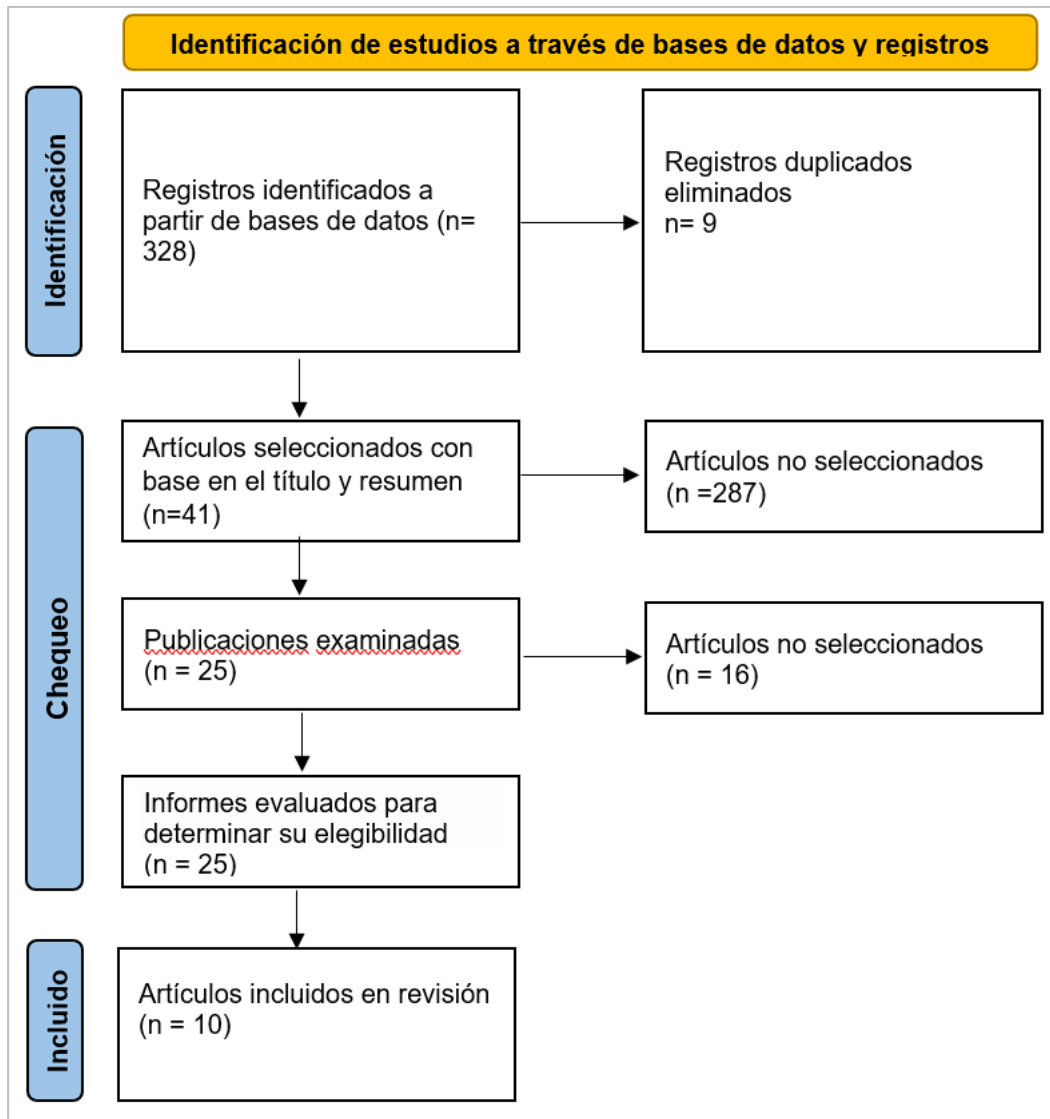 Identificación de estudios a través de bases de datos y registros
Identificación
Registros identificados a
partir de bases de datos (n=
328)
Registros duplicados
eliminados
n= 9
Chequeo
Artículos seleccionados con
base en el título y resumen
(n=41)
Artículos no seleccionados
(n =287)
Publicaciones examinadas
(n = 25)
Artículos no seleccionados
(n = 16)
Informes evaluados para
determinar su elegibilidad
(n = 25)
Incluido
Artículos incluidos en revisión
(n = 10)